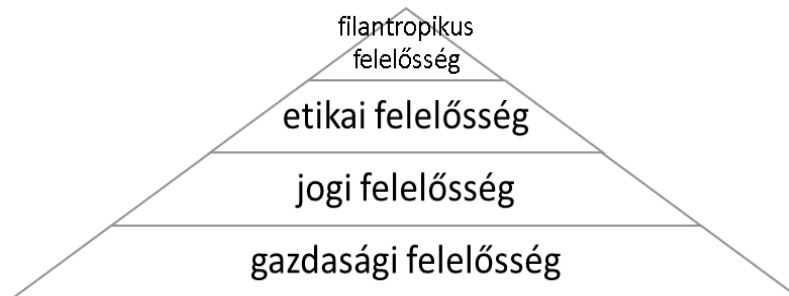 filantropikus
felelősség
etikai felelősség
jogi felelősség
gazdasági felelősség